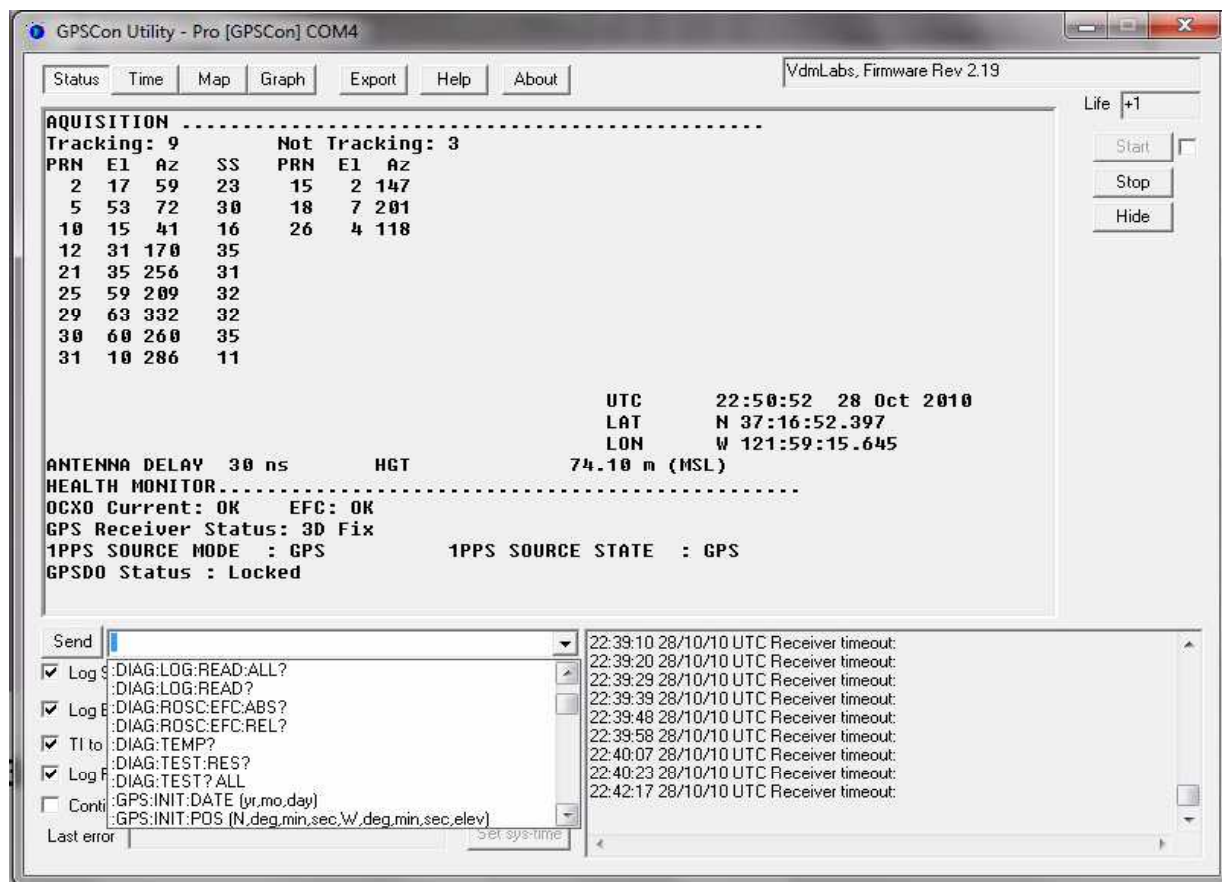 GPSCon Utility - Pro [GPSCon] COM4
Status Time Map Graph Export Help About
VdmLabs, Firmware Rev 2.19
Life +1
Start
Stop
Hide
AQUISITION ................................................
Tracking: 9 Not Tracking: 3
PRN El Az SS PRN El Az
2 17 59 23 15 2 147
5 53 72 30 18 7 201
10 15 41 16 26 4 118
12 31 170 35
21 35 256 31
25 59 209 32
29 63 332 32
30 60 260 35
31 10 286 11
UTC 22:50:52 28 Oct 2010
LAT N 37:16:52.397
LON W 121:59:15.645
ANTENNA DELAY 30 ns HGT 74.10 m (MSL)
HEALTH MONITOR................................................
OCXO Current: OK EFC: OK
GPS Receiver Status: 3D Fix
1PPS SOURCE MODE : GPS 1PPS SOURCE STATE : GPS
GPSDO Status : Locked
Send
Log
Log
TI to
Log
Last error
:DIAG:LOG:READ:ALL?
:DIAG:LOG:READ?
:DIAG:ROSC:EFC:ABS?
:DIAG:ROSC:EFC:REL?
:DIAG:TEMP?
:DIAG:TEST:RES?
:DIAG:TEST? ALL
:GPS:INIT:DATE (yr,mo,day)
:GPS:INIT:POS (N,deg,min,sec,W,deg,min,sec,elev)
Set sys-time
22:39:10 28/10/10 UTC Receiver timeout:
22:39:20 28/10/10 UTC Receiver timeout:
22:39:29 28/10/10 UTC Receiver timeout:
22:39:39 28/10/10 UTC Receiver timeout:
22:39:48 28/10/10 UTC Receiver timeout:
22:39:58 28/10/10 UTC Receiver timeout:
22:40:07 28/10/10 UTC Receiver timeout:
22:40:23 28/10/10 UTC Receiver timeout:
22:42:17 28/10/10 UTC Receiver timeout: